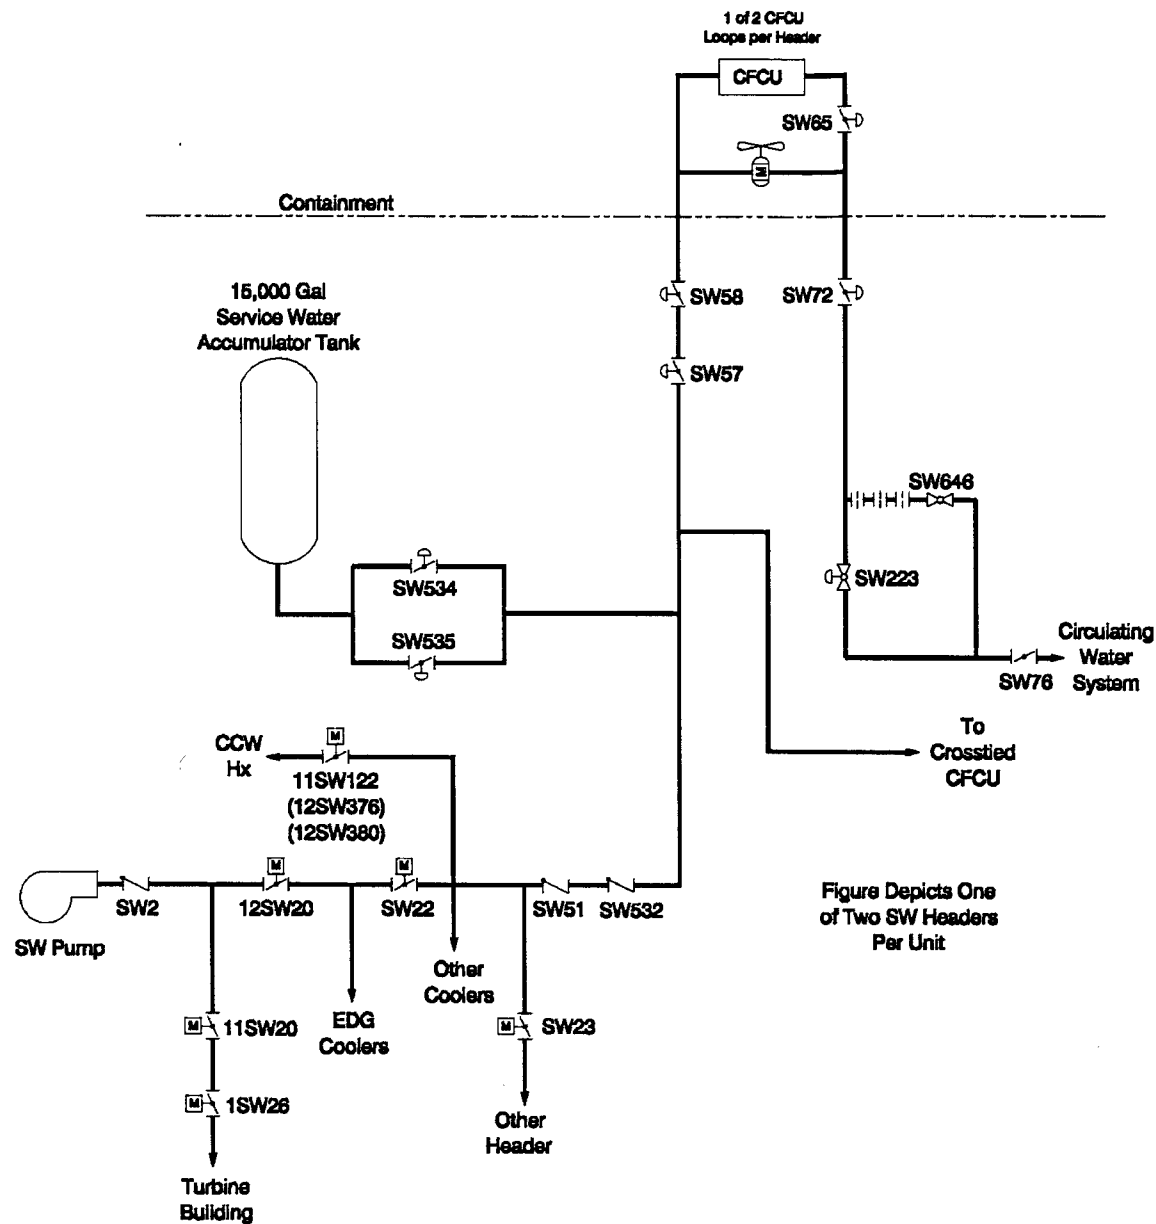 1 of 2 CFCU
Loops per Header
CFCU
SW65
M
Containment
15,000 Gal
Service Water
Accumulator Tank
SW58
SW72
SW57
SW646
SW534
SW223
SW535
Circulating
Water
System
SW76
M
CCW
Hx
11SW122
(12SW376)
(12SW380)
To
Crosstied
CFCU
M
M
SW2
12SW20
SW22
SW51
SW532
SW Pump
Figure Depicts One
of Two SW Headers
Per Unit
Other
Coolers
EDG
Coolers
M
11SW20
M
SW23
M
1SW26
Other
Header
Turbine
Building